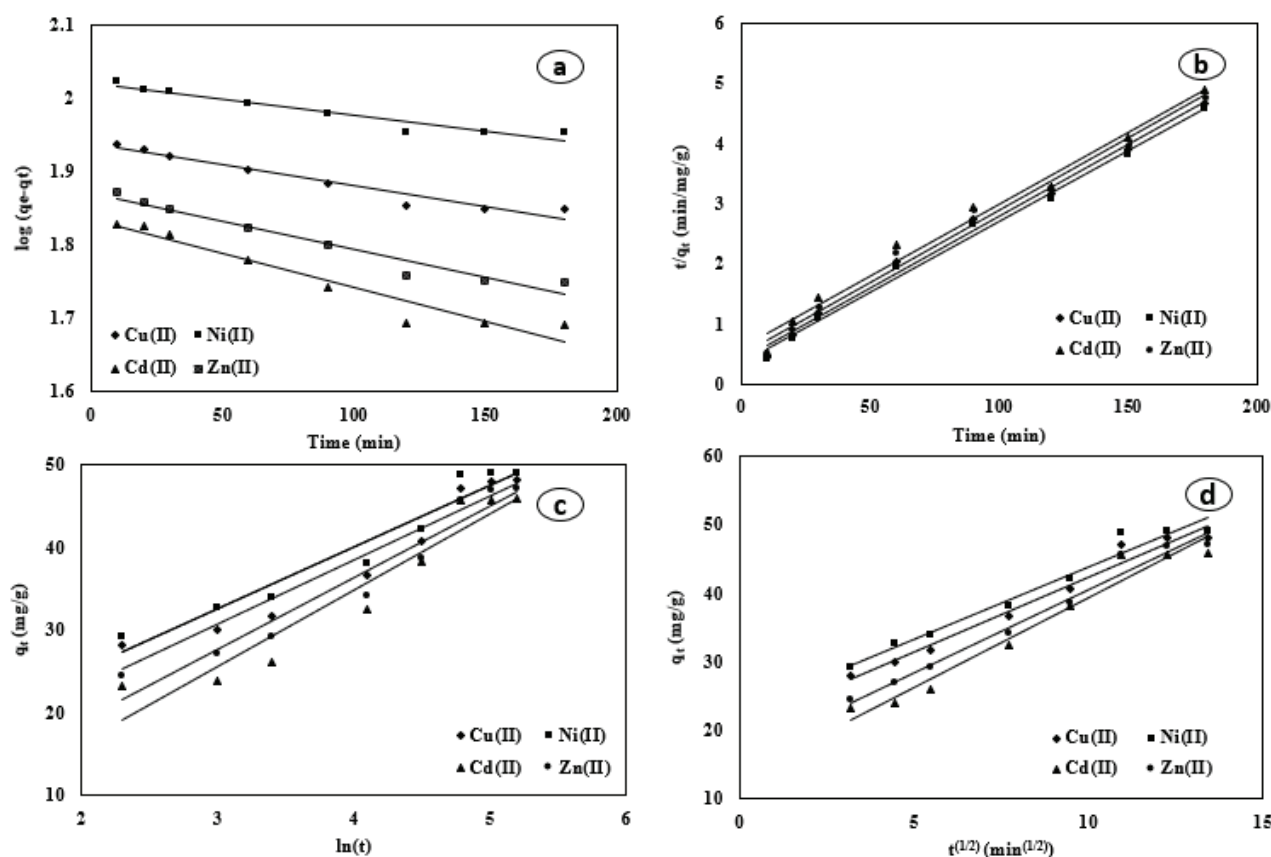 a
2.1
2
1.9
1.8
1.7
1.6
log (qe-qt)
0
50
100
150
200
Time (min)
Cu(II) Ni(II)
Cd(II) Zn(II)
b
6
5
4
3
2
1
0
t/qt (min/mg/g)
0
50
100
150
200
Time (min)
Cu(II) Ni(II)
Cd(II) Zn(II)
c
50
40
30
20
10
qt (mg/g)
2
3
4
5
6
ln(t)
Cu(II) Ni(II)
Cd(II) Zn(II)
d
60
50
40
30
20
10
qt (mg/g)
0
5
10
15
t(1/2) (min(1/2))
Cu(II) Ni(II)
Cd(II) Zn(II)